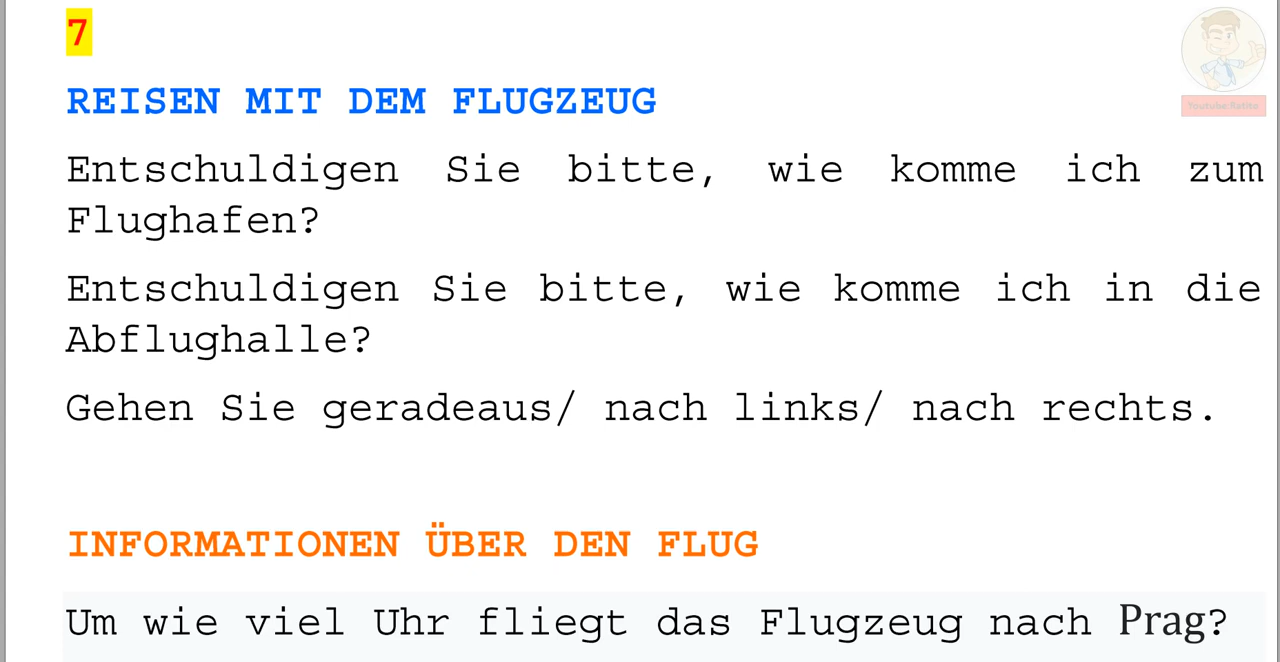 7
REISEN MIT DEM FLUGZEUG
Entschuldigen Sie bitte, wie komme ich zum
Flughafen?
Entschuldigen Sie bitte, wie komme ich in die
Abflughalle?
Gehen Sie geradeaus/ nach links/ nach rechts.
INFORMATIONEN ÜBER DEN FLUG
Um wie viel Uhr fliegt das Flugzeug nach Prag?